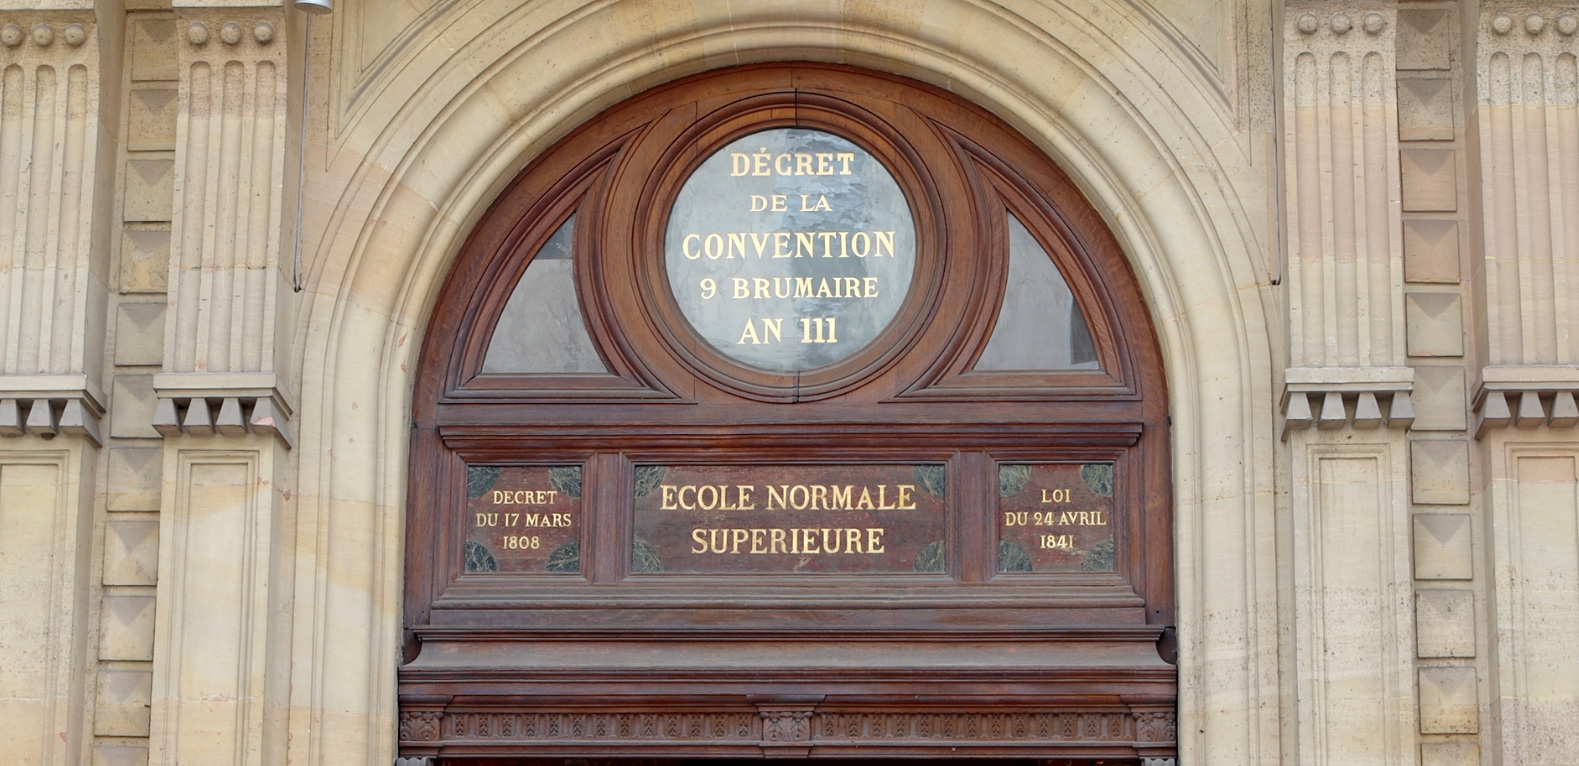 DÉCRET
DE LA
CONVENTION
9 BRUMAIRE
AN 111
DECRET
DU 17 MARS
1808
ECOLE NORMALE
SUPERIEURE
LOI
DU 24 AVRIL
1841